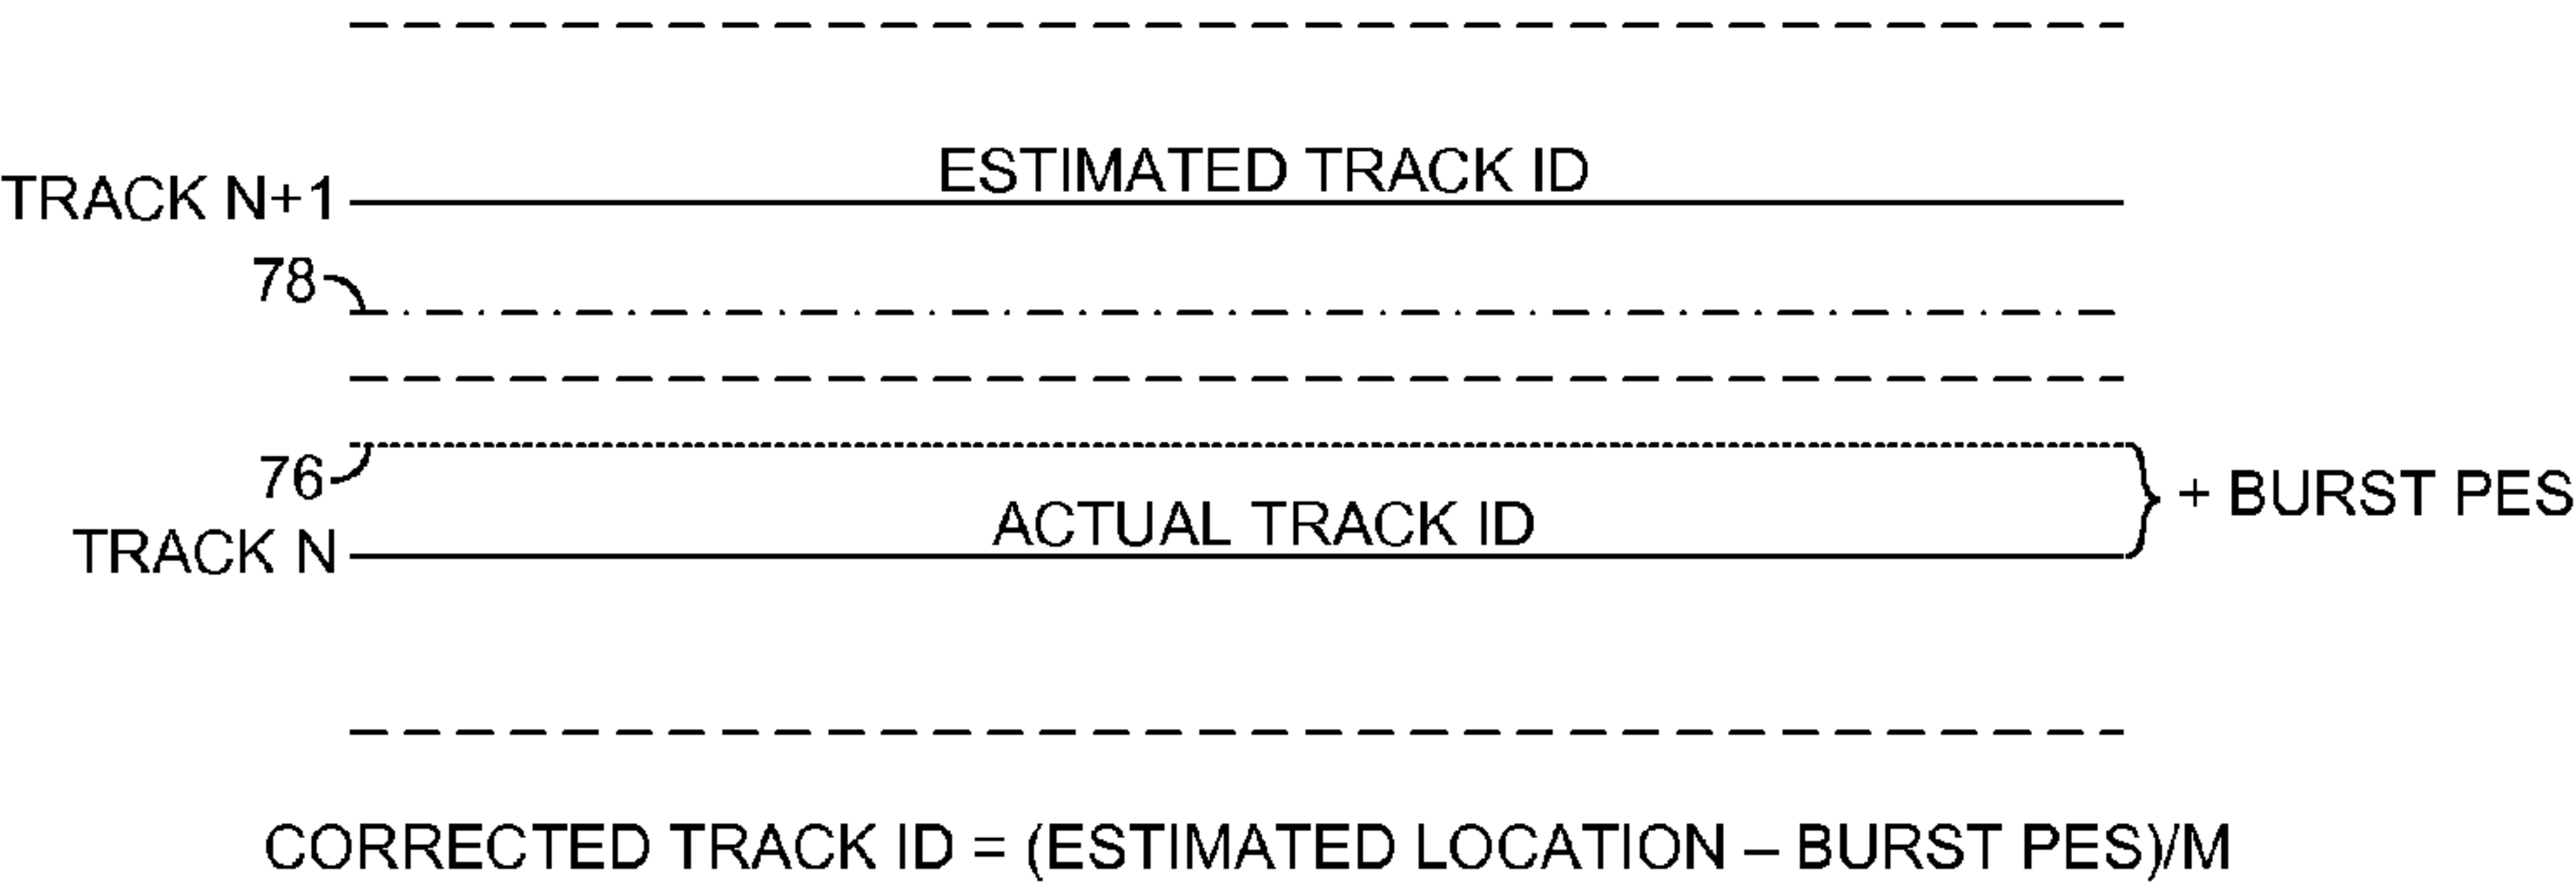 ESTIMATED TRACK ID
TRACK N+1
78
76
+ BURST PES
ACTUAL TRACK ID
TRACK N
CORRECTED TRACK ID = (ESTIMATED LOCATION – BURST PES)/M